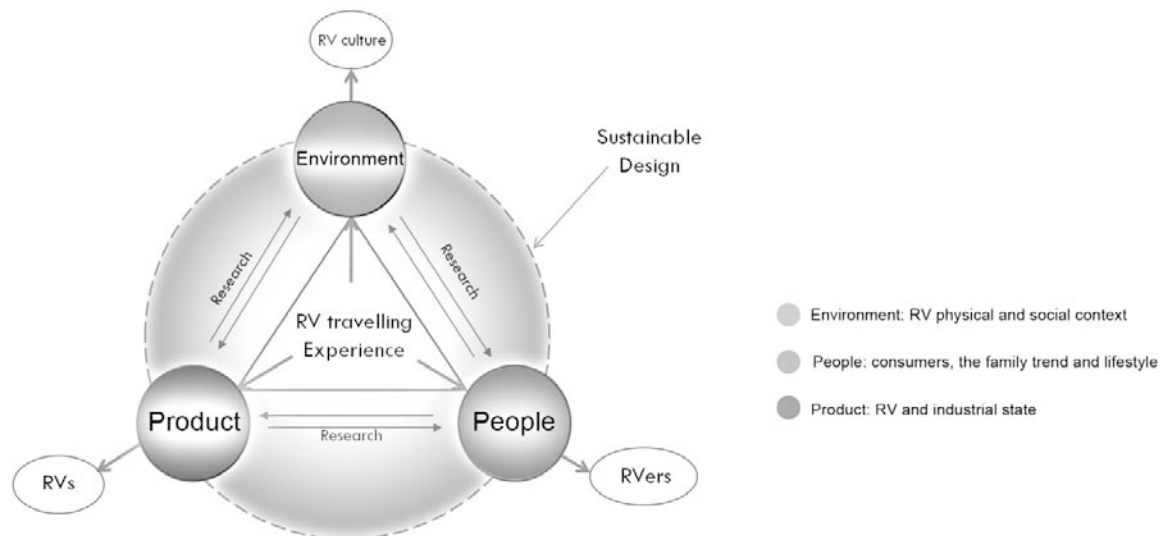 RV culture
Environment
Sustainable
Design
Research
Research
RV travelling
Experience
Environment: RV physical and social context
People: consumers, the family trend and lifestyle
Product: RV and industrial state
Product
People
Research
RVs
RVers